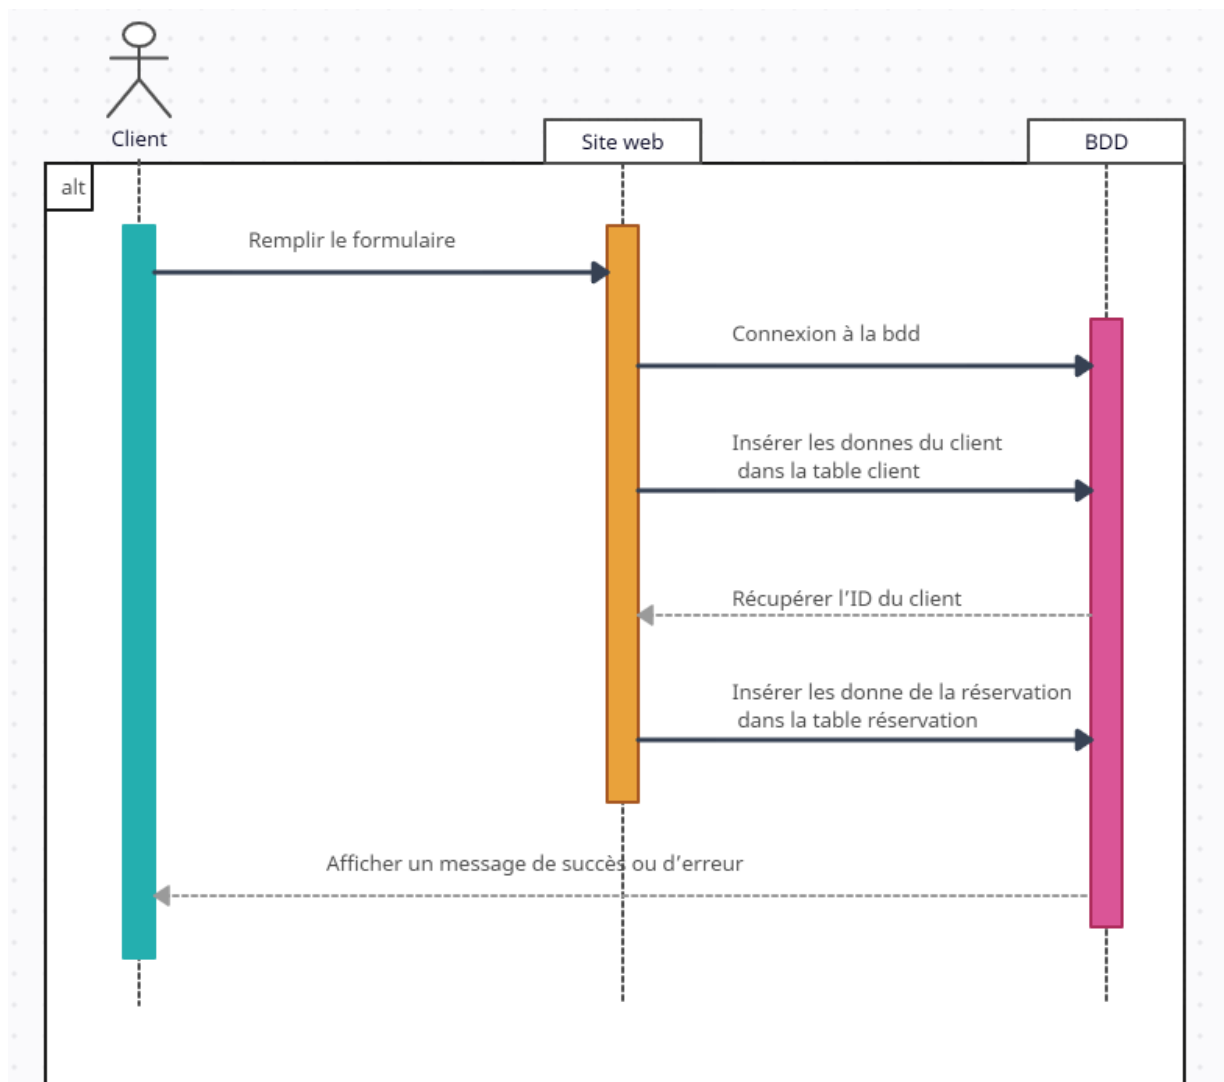 Client
Site web
BDD
alt
Remplir le formulaire
Connexion à la bdd
Insérer les donnes du client
dans la table client
Récupérer l’ID du client
Insérer les donne de la réservation
dans la table réservation
Afficher un message de succès ou d’erreur